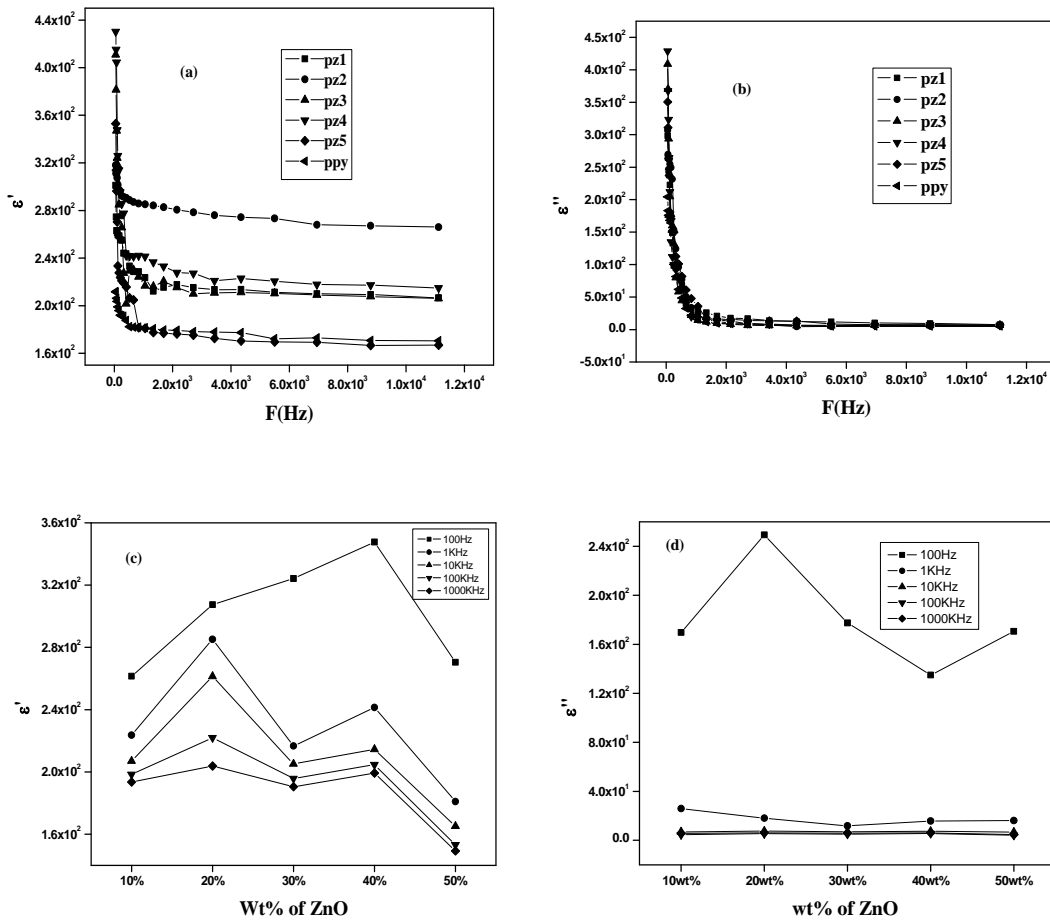 4.4x10²
4.0x10²
3.6x10²
3.2x10²
2.8x10²
2.4x10²
2.0x10²
1.6x10²
ε'
(a)
pz1
pz2
pz3
pz4
pz5
ppy
0.0 2.0x10³ 4.0x10³ 6.0x10³ 8.0x10³ 1.0x10⁴ 1.2x10⁴
F(Hz)
4.5x10²
4.0x10²
3.5x10²
3.0x10²
2.5x10²
2.0x10²
1.5x10²
1.0x10²
5.0x10¹
0.0
-5.0x10¹
ε''
(b)
pz1
pz2
pz3
pz4
pz5
ppy
0.0 2.0x10³ 4.0x10³ 6.0x10³ 8.0x10³ 1.0x10⁴ 1.2x10⁴
F(Hz)
3.6x10²
3.2x10²
2.8x10²
2.4x10²
2.0x10²
1.6x10²
ε'
(c)
100Hz
1KHz
10KHz
100KHz
1000KHz
10% 20% 30% 40% 50%
Wt% of ZnO
2.4x10²
2.0x10²
1.6x10²
1.2x10²
8.0x10¹
4.0x10¹
0.0
ε''
(d)
100Hz
1KHz
10KHz
100KHz
1000KHz
10wt% 20wt% 30wt% 40wt% 50wt%
wt% of ZnO